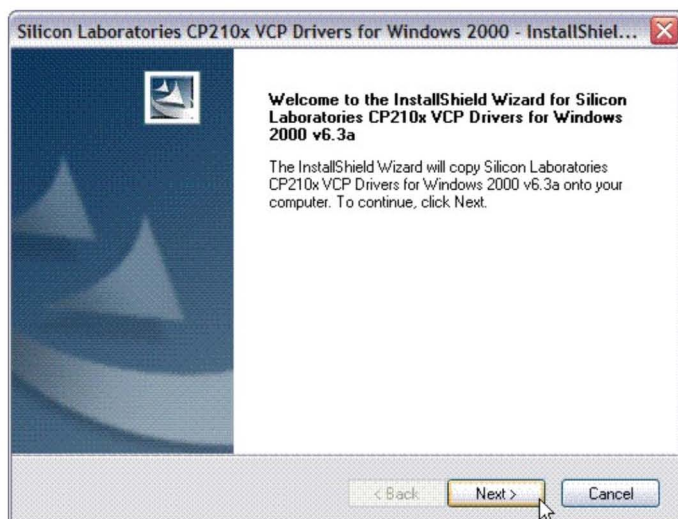 Silicon Laboratories CP210x VCP Drivers for Windows 2000 - InstallShiel...
Welcome to the InstallShield Wizard for Silicon
Laboratories CP210x VCP Drivers for Windows
2000 v6.3a
The InstallShield Wizard will copy Silicon Laboratories
CP210x VCP Drivers for Windows 2000 v6.3a onto your
computer. To continue, click Next.
< Back
Next >
Cancel